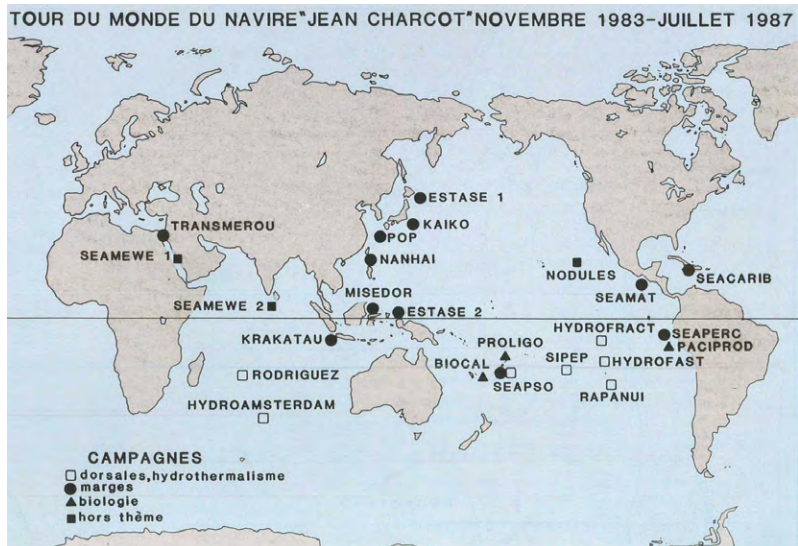 TOUR DU MONDE DU NAVIRE "JEAN CHARCOT" NOVEMBRE 1983-JUILLET 1987
ESTASE 1
TRANSMEROU
KAIKO
POP
SEAMEWE 1
NANHAI
NODULES
SEACARIB
MISEDOR
SEAMAT
SEAMEWE 2
ESTASE 2
HYDROFRACT
SEAPERC
KRAKATAU
PROLIGO
PACIPROD
BIOCAL
SIPEP
HYDROFAST
RODRIGUEZ
SEAPSO
RAPANUI
HYDROAMSTERDAM
CAMPAGNES
dorsales,hydrothermalisme
marges
biologie
hors thème